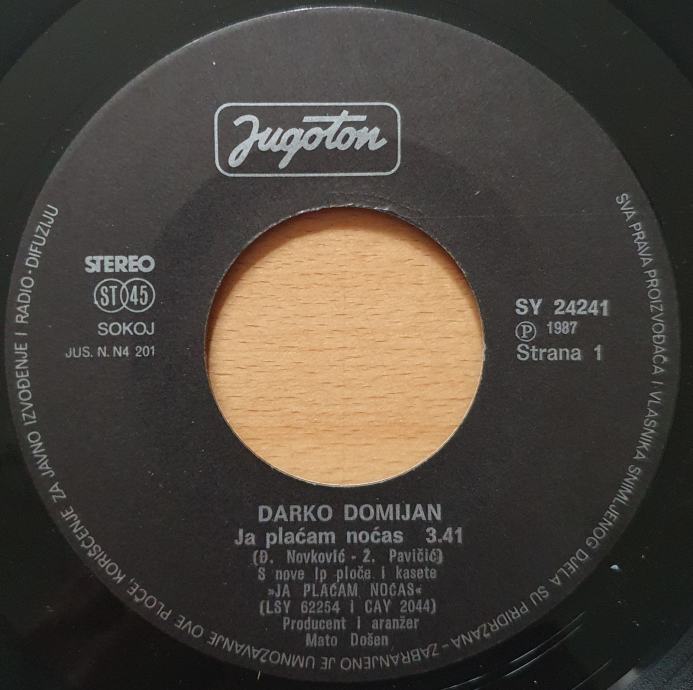 Jugoton
STEREO
ST 45
SOKOJ
JUS. N. N4 201
SY 24241
Ⓟ 1987
Strana 1
DARKO DOMIJAN
Ja plaćam noćas 3.41
(Đ. Novković - Ž. Pavičić)
S nove lp ploče i kasete
»JA PLAĆAM NOĆAS«
(LSY 62254 i CAY 2044)
Producent i aranžer
Mato Došen
SVA PRAVA PROIZVOĐAČA I VLASNIKA SNIMLJENOG DJELA SU PRIDRŽANA - ZABRANJENO JE UMNOŽAVANJE OVE PLOČE, KORIŠĆENJE ZA JAVNO IZVOĐENJE I RADIO-DIFUZIJU